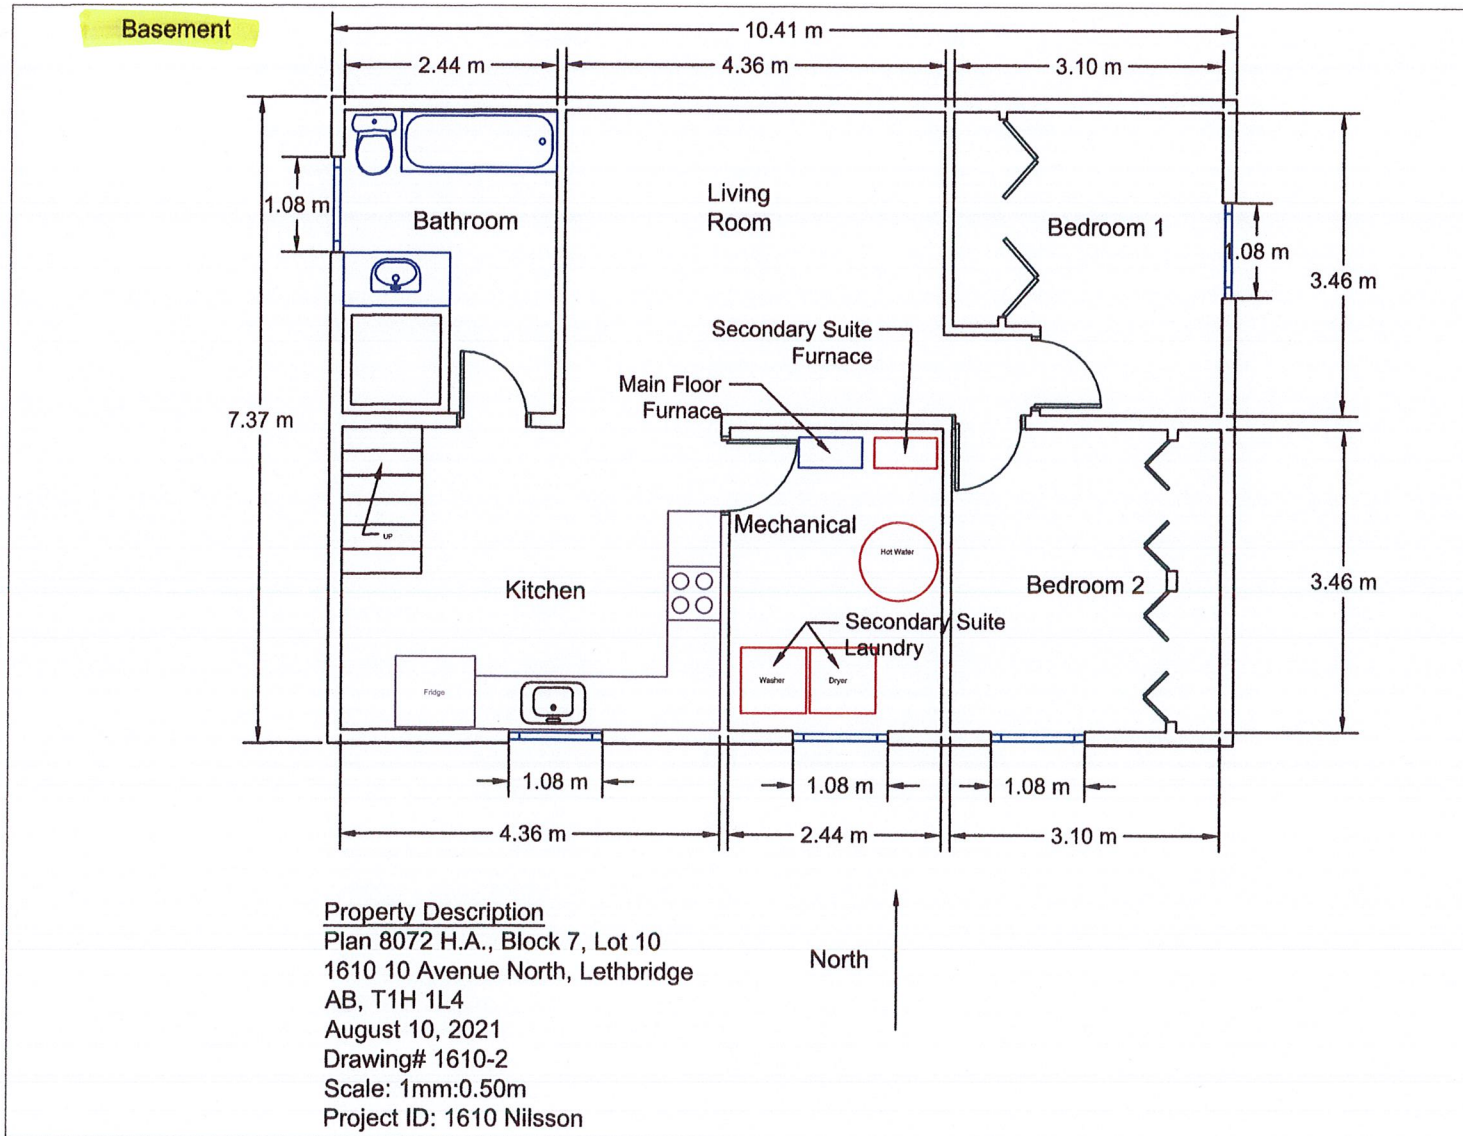 Basement
10.41 m
2.44 m
4.36 m
3.10 m
1.08 m
Bathroom
Living
Room
Bedroom 1
1.08 m
3.46 m
Secondary Suite
Furnace
Main Floor
Furnace
7.37 m
UP
Mechanical
Hot Water
Kitchen
Bedroom 2
3.46 m
Secondary Suite
Laundry
Fridge
Washer
Dryer
1.08 m
1.08 m
1.08 m
4.36 m
2.44 m
3.10 m
Property Description
Plan 8072 H.A., Block 7, Lot 10
1610 10 Avenue North, Lethbridge
AB, T1H 1L4
August 10, 2021
Drawing# 1610-2
Scale: 1mm:0.50m
Project ID: 1610 Nilsson
North